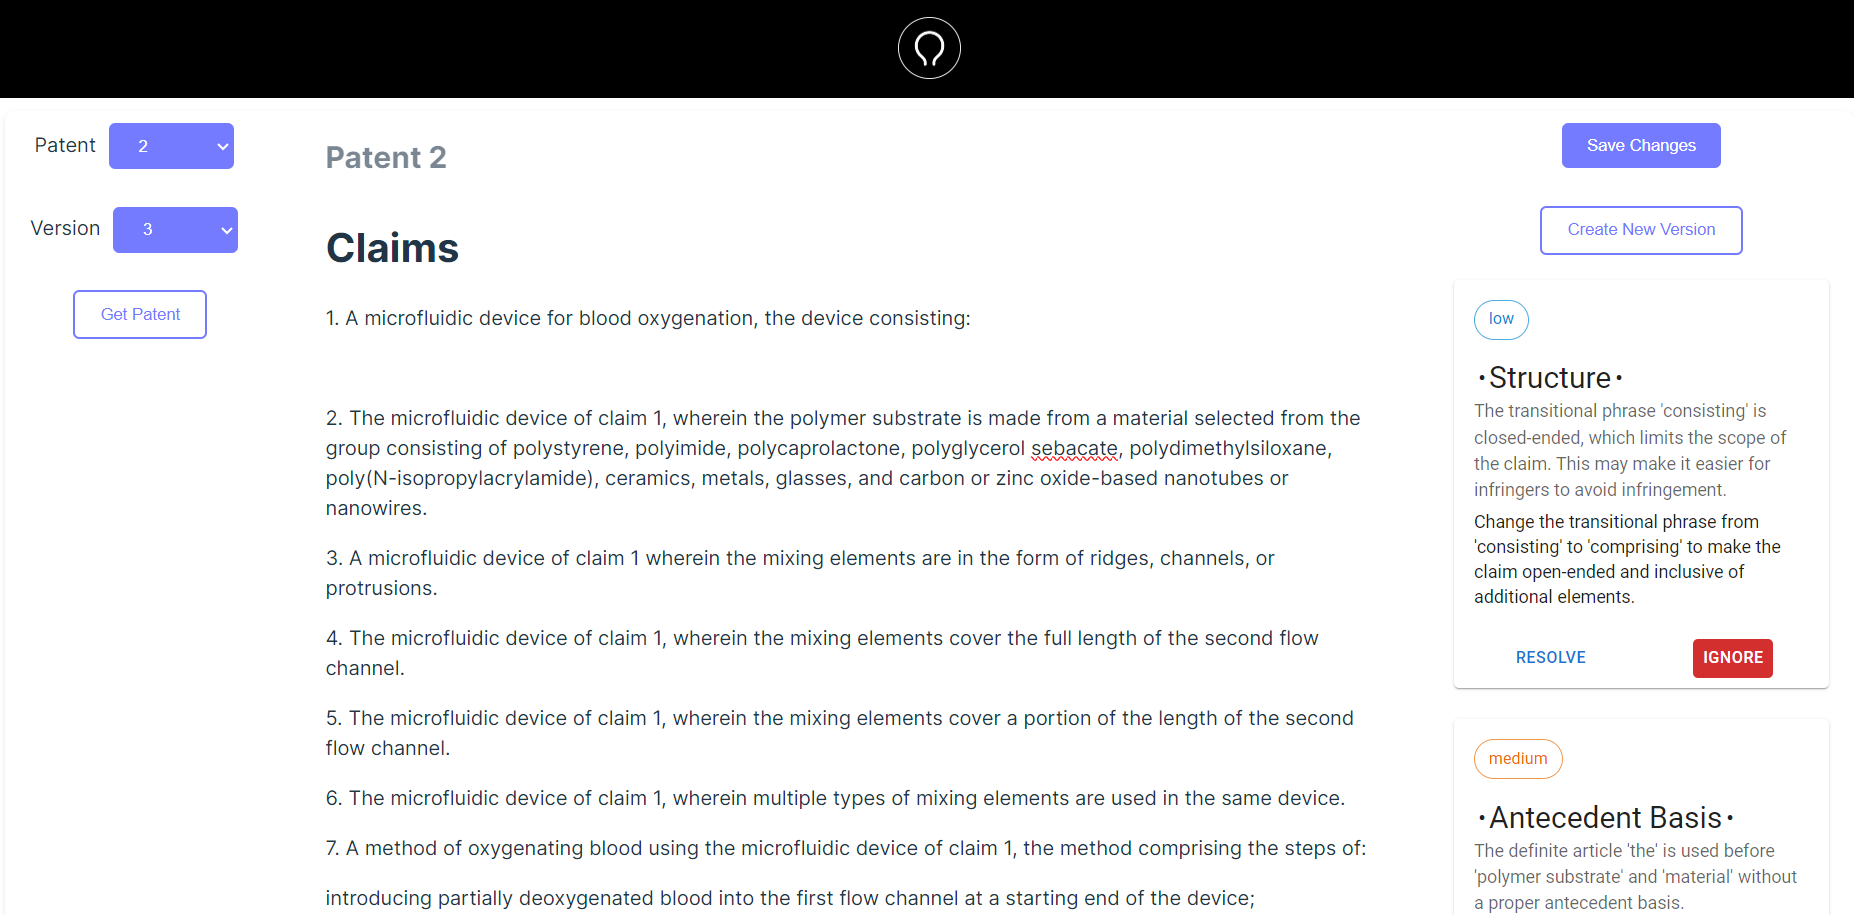 Patent
2
Version
3
Get Patent
Patent 2
Claims
1. A microfluidic device for blood oxygenation, the device consisting:
2. The microfluidic device of claim 1, wherein the polymer substrate is made from a material selected from the
group consisting of polystyrene, polyimide, polycaprolactone, polyglycerol sebacate, polydimethylsiloxane,
poly(N-isopropylacrylamide), ceramics, metals, glasses, and carbon or zinc oxide-based nanotubes or
nanowires.
3. A microfluidic device of claim 1 wherein the mixing elements are in the form of ridges, channels, or
protrusions.
4. The microfluidic device of claim 1, wherein the mixing elements cover the full length of the second flow
channel.
5. The microfluidic device of claim 1, wherein the mixing elements cover a portion of the length of the second
flow channel.
6. The microfluidic device of claim 1, wherein multiple types of mixing elements are used in the same device.
7. A method of oxygenating blood using the microfluidic device of claim 1, the method comprising the steps of:
introducing partially deoxygenated blood into the first flow channel at a starting end of the device;
Save Changes
Create New Version
low
•Structure•
The transitional phrase 'consisting' is
closed-ended, which limits the scope of
the claim. This may make it easier for
infringers to avoid infringement.
Change the transitional phrase from
'consisting' to 'comprising' to make the
claim open-ended and inclusive of
additional elements.
RESOLVE
IGNORE
medium
•Antecedent Basis•
The definite article 'the' is used before
'polymer substrate' and 'material' without
a proper antecedent basis.